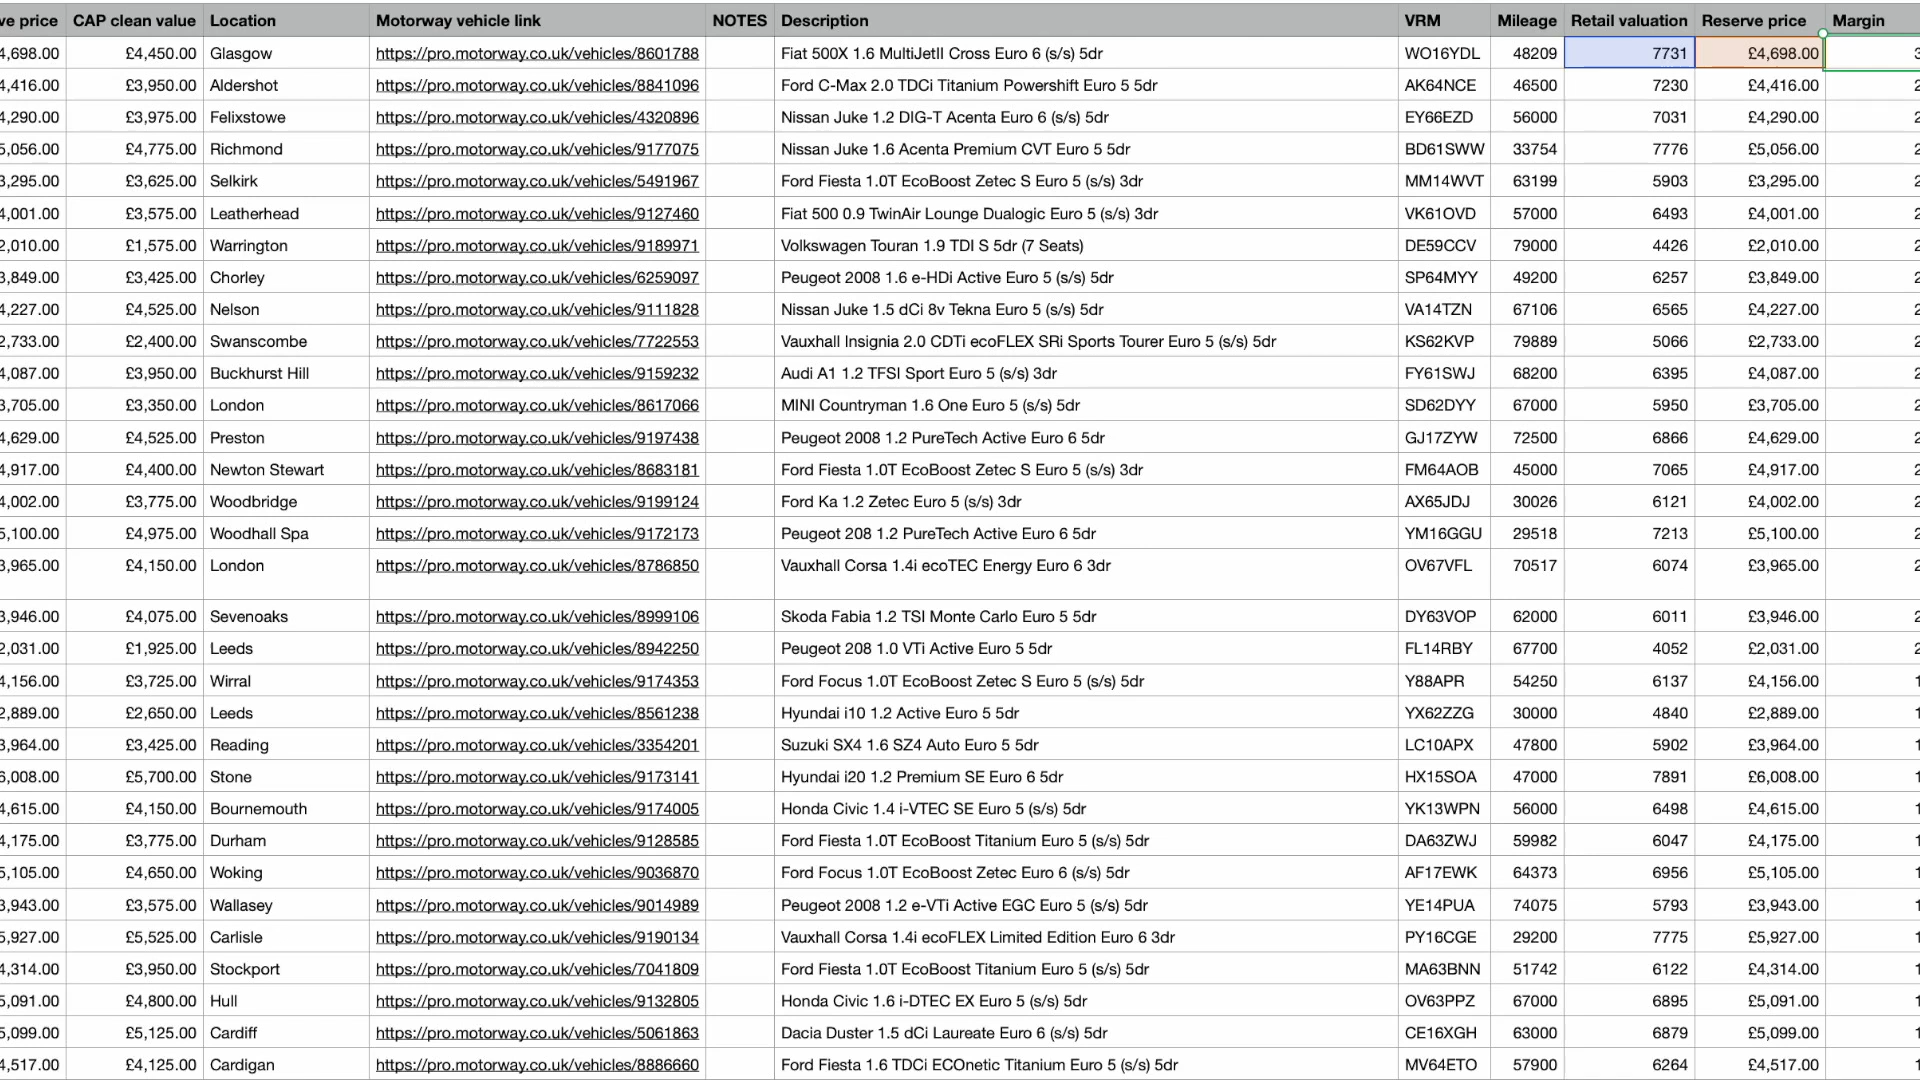 ve price CAP clean value Location Motorway vehicle link NOTES Description VRM Mileage Retail valuation Reserve price Margin
4,698.00 £4,450.00 Glasgow https://pro.motorway.co.uk/vehicles/8601788 Fiat 500X 1.6 MultiJetII Cross Euro 6 (s/s) 5dr WO16YDL 48209 7731 £4,698.00 3
4,416.00 £3,950.00 Aldershot https://pro.motorway.co.uk/vehicles/8841096 Ford C-Max 2.0 TDCi Titanium Powershift Euro 5 5dr AK64NCE 46500 7230 £4,416.00 2
4,290.00 £3,975.00 Felixstowe https://pro.motorway.co.uk/vehicles/4320896 Nissan Juke 1.2 DIG-T Acenta Euro 6 (s/s) 5dr EY66EZD 56000 7031 £4,290.00 2
5,056.00 £4,775.00 Richmond https://pro.motorway.co.uk/vehicles/9177075 Nissan Juke 1.6 Acenta Premium CVT Euro 5 5dr BD61SWW 33754 7776 £5,056.00 2
3,295.00 £3,625.00 Selkirk https://pro.motorway.co.uk/vehicles/5491967 Ford Fiesta 1.0T EcoBoost Zetec S Euro 5 (s/s) 3dr MM14WVT 63199 5903 £3,295.00 2
4,001.00 £3,575.00 Leatherhead https://pro.motorway.co.uk/vehicles/9127460 Fiat 500 0.9 TwinAir Lounge Dualogic Euro 5 (s/s) 3dr VK61OVD 57000 6493 £4,001.00 2
2,010.00 £1,575.00 Warrington https://pro.motorway.co.uk/vehicles/9189971 Volkswagen Touran 1.9 TDI S 5dr (7 Seats) DE59CCV 79000 4426 £2,010.00 2
3,849.00 £3,425.00 Chorley https://pro.motorway.co.uk/vehicles/6259097 Peugeot 2008 1.6 e-HDi Active Euro 5 (s/s) 5dr SP64MYY 49200 6257 £3,849.00 2
4,227.00 £4,525.00 Nelson https://pro.motorway.co.uk/vehicles/9111828 Nissan Juke 1.5 dCi 8v Tekna Euro 5 (s/s) 5dr VA14TZN 67106 6565 £4,227.00 2
2,733.00 £2,400.00 Swanscombe https://pro.motorway.co.uk/vehicles/7722553 Vauxhall Insignia 2.0 CDTi ecoFLEX SRi Sports Tourer Euro 5 (s/s) 5dr KS62KVP 79889 5066 £2,733.00 2
4,087.00 £3,950.00 Buckhurst Hill https://pro.motorway.co.uk/vehicles/9159232 Audi A1 1.2 TFSI Sport Euro 5 (s/s) 3dr FY61SWJ 68200 6395 £4,087.00 2
3,705.00 £3,350.00 London https://pro.motorway.co.uk/vehicles/8617066 MINI Countryman 1.6 One Euro 5 (s/s) 5dr SD62DYY 67000 5950 £3,705.00 2
4,629.00 £4,525.00 Preston https://pro.motorway.co.uk/vehicles/9197438 Peugeot 2008 1.2 PureTech Active Euro 6 5dr GJ17ZYW 72500 6866 £4,629.00 2
4,917.00 £4,400.00 Newton Stewart https://pro.motorway.co.uk/vehicles/8683181 Ford Fiesta 1.0T EcoBoost Zetec S Euro 5 (s/s) 3dr FM64AOB 45000 7065 £4,917.00 2
4,002.00 £3,775.00 Woodbridge https://pro.motorway.co.uk/vehicles/9199124 Ford Ka 1.2 Zetec Euro 5 (s/s) 3dr AX65JDJ 30026 6121 £4,002.00 2
5,100.00 £4,975.00 Woodhall Spa https://pro.motorway.co.uk/vehicles/9172173 Peugeot 208 1.2 PureTech Active Euro 6 5dr YM16GGU 29518 7213 £5,100.00 2
3,965.00 £4,150.00 London https://pro.motorway.co.uk/vehicles/8786850 Vauxhall Corsa 1.4i ecoTEC Energy Euro 6 3dr OV67VFL 70517 6074 £3,965.00 2
3,946.00 £4,075.00 Sevenoaks https://pro.motorway.co.uk/vehicles/8999106 Skoda Fabia 1.2 TSI Monte Carlo Euro 5 5dr DY63VOP 62000 6011 £3,946.00 2
2,031.00 £1,925.00 Leeds https://pro.motorway.co.uk/vehicles/8942250 Peugeot 208 1.0 VTi Active Euro 5 5dr FL14RBY 67700 4052 £2,031.00 2
4,156.00 £3,725.00 Wirral https://pro.motorway.co.uk/vehicles/9174353 Ford Focus 1.0T EcoBoost Zetec S Euro 5 (s/s) 5dr Y88APR 54250 6137 £4,156.00 1
2,889.00 £2,650.00 Leeds https://pro.motorway.co.uk/vehicles/8561238 Hyundai i10 1.2 Active Euro 5 5dr YX62ZZG 30000 4840 £2,889.00 1
3,964.00 £3,425.00 Reading https://pro.motorway.co.uk/vehicles/3354201 Suzuki SX4 1.6 SZ4 Auto Euro 5 5dr LC10APX 47800 5902 £3,964.00 1
6,008.00 £5,700.00 Stone https://pro.motorway.co.uk/vehicles/9173141 Hyundai i20 1.2 Premium SE Euro 6 5dr HX15SOA 47000 7891 £6,008.00 1
4,615.00 £4,150.00 Bournemouth https://pro.motorway.co.uk/vehicles/9174005 Honda Civic 1.4 i-VTEC SE Euro 5 (s/s) 5dr YK13WPN 56000 6498 £4,615.00 1
4,175.00 £3,775.00 Durham https://pro.motorway.co.uk/vehicles/9128585 Ford Fiesta 1.0T EcoBoost Titanium Euro 5 (s/s) 5dr DA63ZWJ 59982 6047 £4,175.00 1
5,105.00 £4,650.00 Woking https://pro.motorway.co.uk/vehicles/9036870 Ford Focus 1.0T EcoBoost Zetec Euro 6 (s/s) 5dr AF17EWK 64373 6956 £5,105.00 1
3,943.00 £3,575.00 Wallasey https://pro.motorway.co.uk/vehicles/9014989 Peugeot 2008 1.2 e-VTi Active EGC Euro 5 (s/s) 5dr YE14PUA 74075 5793 £3,943.00 1
5,927.00 £5,525.00 Carlisle https://pro.motorway.co.uk/vehicles/9190134 Vauxhall Corsa 1.4i ecoFLEX Limited Edition Euro 6 3dr PY16CGE 29200 7775 £5,927.00 1
4,314.00 £3,950.00 Stockport https://pro.motorway.co.uk/vehicles/7041809 Ford Fiesta 1.0T EcoBoost Titanium Euro 5 (s/s) 5dr MA63BNN 51742 6122 £4,314.00 1
5,091.00 £4,800.00 Hull https://pro.motorway.co.uk/vehicles/9132805 Honda Civic 1.6 i-DTEC EX Euro 5 (s/s) 5dr OV63PPZ 67000 6895 £5,091.00 1
5,099.00 £5,125.00 Cardiff https://pro.motorway.co.uk/vehicles/5061863 Dacia Duster 1.5 dCi Laureate Euro 6 (s/s) 5dr CE16XGH 63000 6879 £5,099.00 1
4,517.00 £4,125.00 Cardigan https://pro.motorway.co.uk/vehicles/8886660 Ford Fiesta 1.6 TDCi ECOnetic Titanium Euro 5 (s/s) 5dr MV64ETO 57900 6264 £4,517.00 1